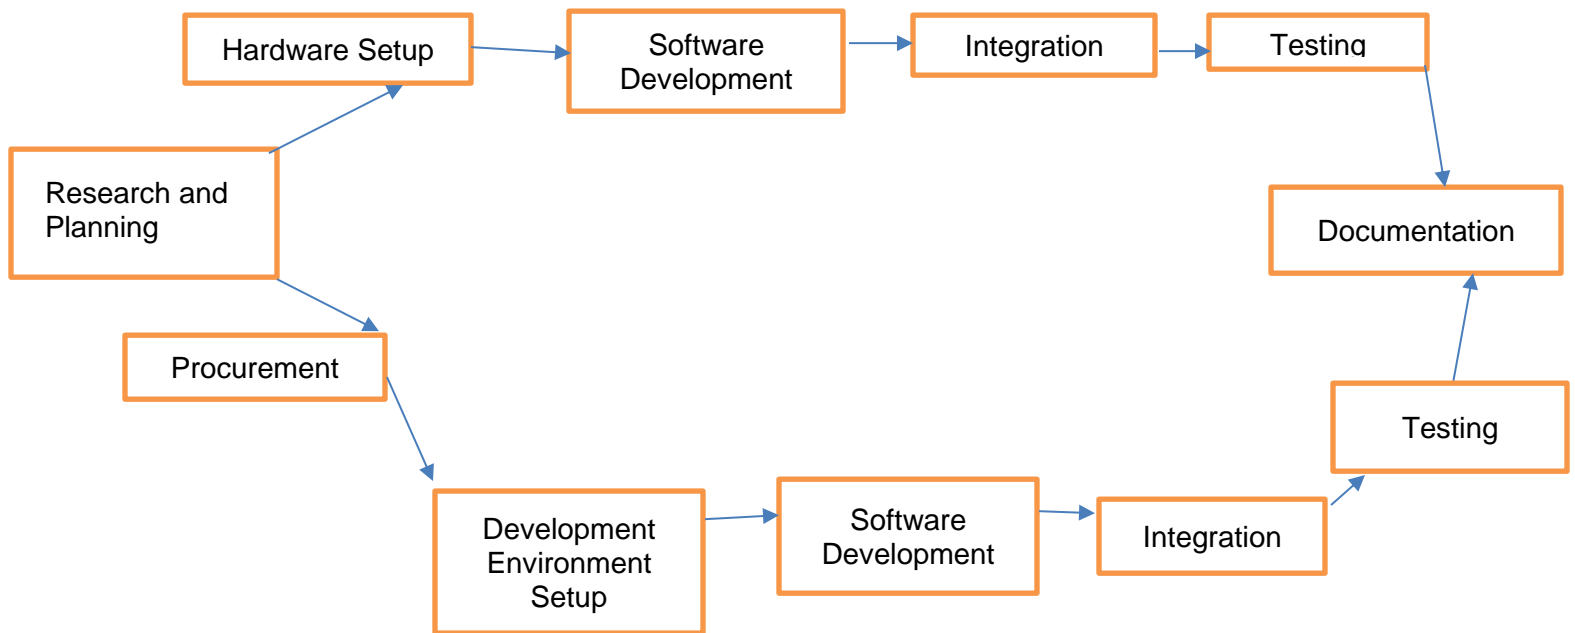 Hardware Setup
Software
Development
Integration
Testing
Research and
Planning
Documentation
Procurement
Testing
Development
Environment
Setup
Software
Development
Integration